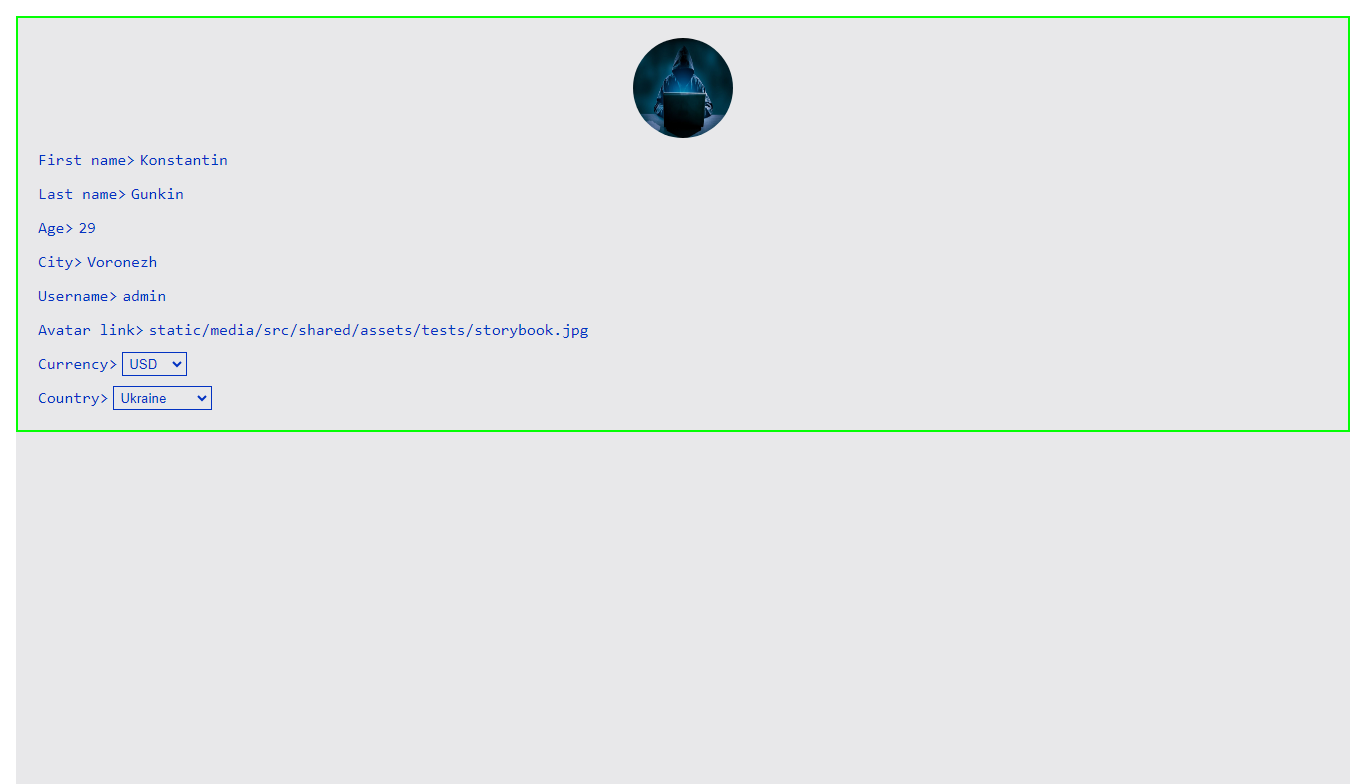 First name> Konstantin
Last name> Gunkin
Age> 29
City> Voronezh
Username> admin
Avatar link> static/media/src/shared/assets/tests/storybook.jpg
Currency> USD
Country> Ukraine